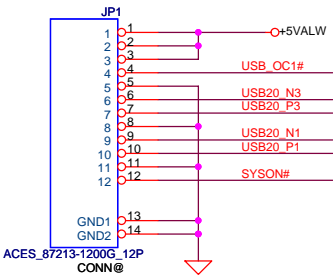 JP1
1 1 +5VALW
2 2
3 3
4 4 USB_OC1#
5 5
6 6 USB20_N3
7 7 USB20_P3
8 8
9 9 USB20_N1
10 10 USB20_P1
11 11
12 12 SYSON#
GND1 13
GND2 14
ACES_87213-1200G_12P
CONN@